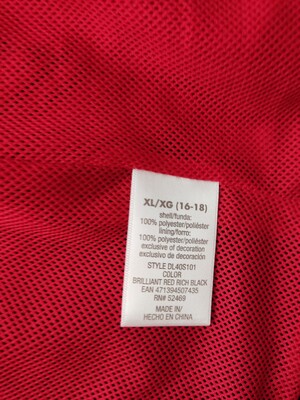 XL/XG (16-18)
shell/funda:
100% polyester/poliéster
lining/forro:
100% polyester/poliéster
exclusive of decoration
exclusivo de decoración
STYLE DL40S101
COLOR
BRILLIANT RED RICH BLACK
EAN 471394507435
RN# 52469
MADE IN/
HECHO EN CHINA